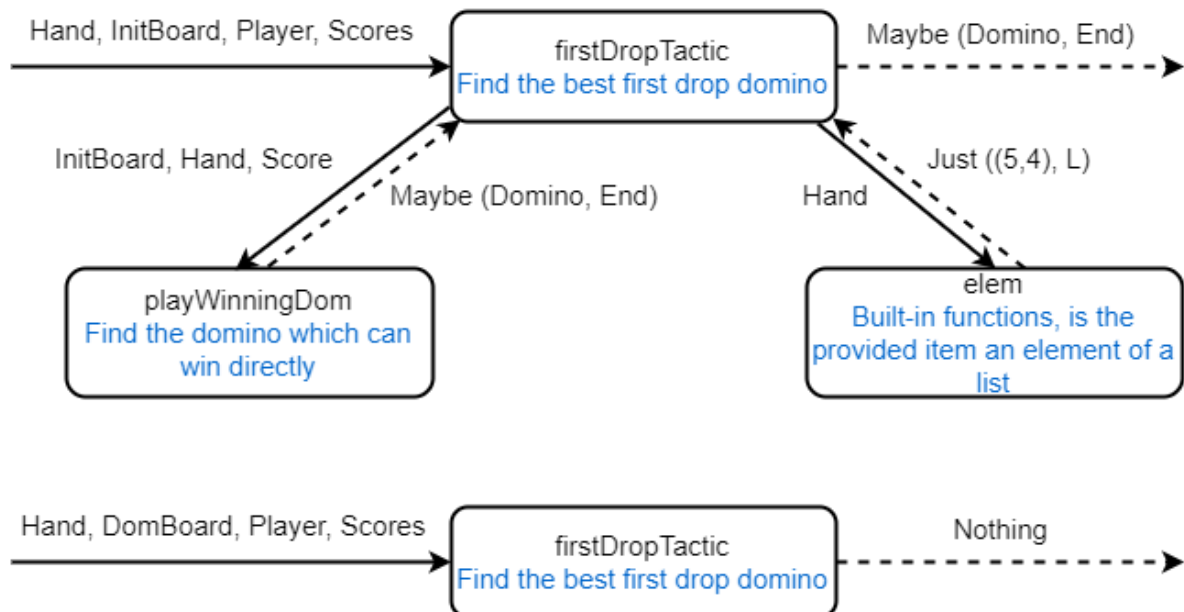 Hand, InitBoard, Player, Scores
firstDropTactic
Find the best first drop domino
Maybe (Domino, End)
InitBoard, Hand, Score
Maybe (Domino, End)
Just ((5,4), L)
Hand
playWinningDom
Find the domino which can
win directly
elem
Built-in functions, is the
provided item an element of a
list
Hand, DomBoard, Player, Scores
firstDropTactic
Find the best first drop domino
Nothing